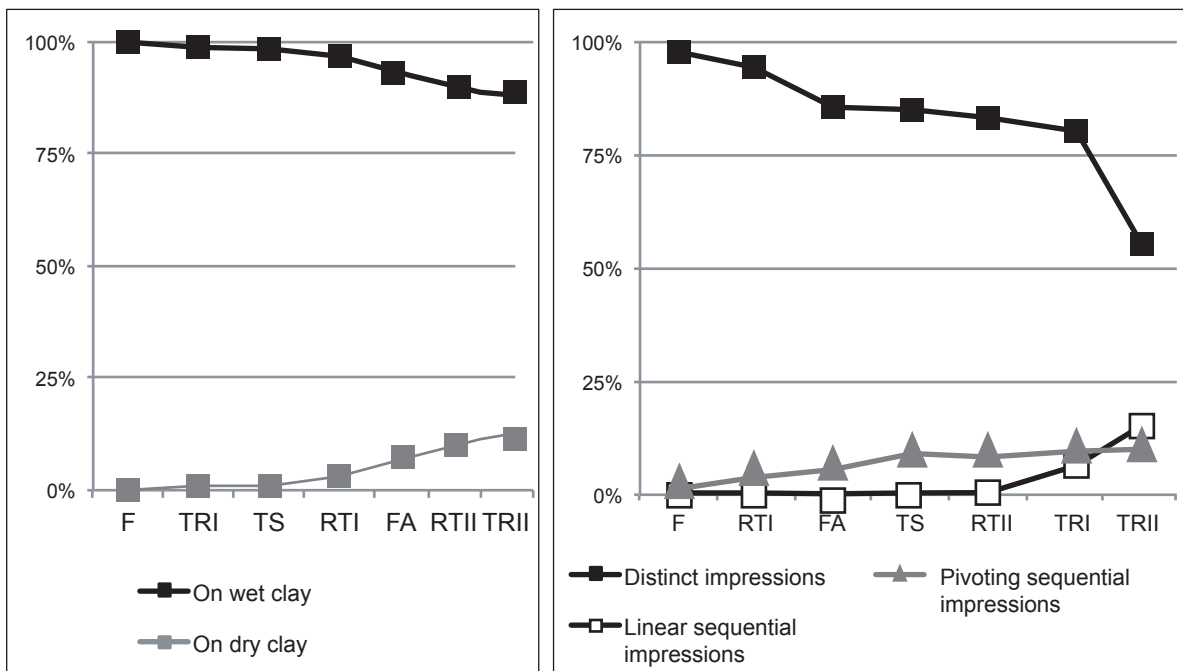 100%
75%
50%
25%
0%
F TRI TS RTI FA RTII TRII
On wet clay
On dry clay
100%
75%
50%
25%
0%
F RTI FA TS RTII TRI TRII
Distinct impressions
Pivoting sequential
impressions
Linear sequential
impressions